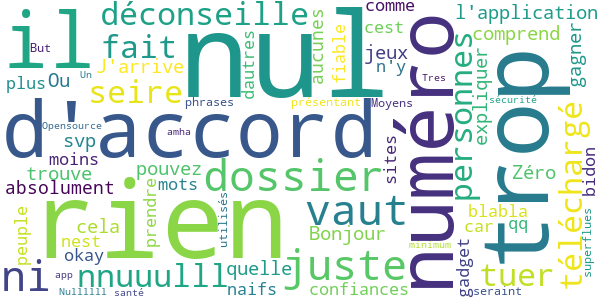 il
déconseille
nul
comme
l'application
But
fait
dautres
aucunes
fiable
cest
numéro
trop
comprend
gagner
J'arrive
jeux
plus
Ou
Un
seire
n'y
personnes
expliquer
Tres
phrases
présentant
Moyens
sécurité
d'accord
Opensource
amha
svp
moins
sites
téléchargé
trouve
pouvez
dossier
Zéro
bidon
absolument
mots
rien
prendre
utilisés
vaut
blabla
peuple
cela
Bonjour
car
qq
superflues
nest
okay
minimum
gadget
ni
app
nnuuulll
quelle
juste
tuer
Nullllll
santé
naifs
confiances
seraint